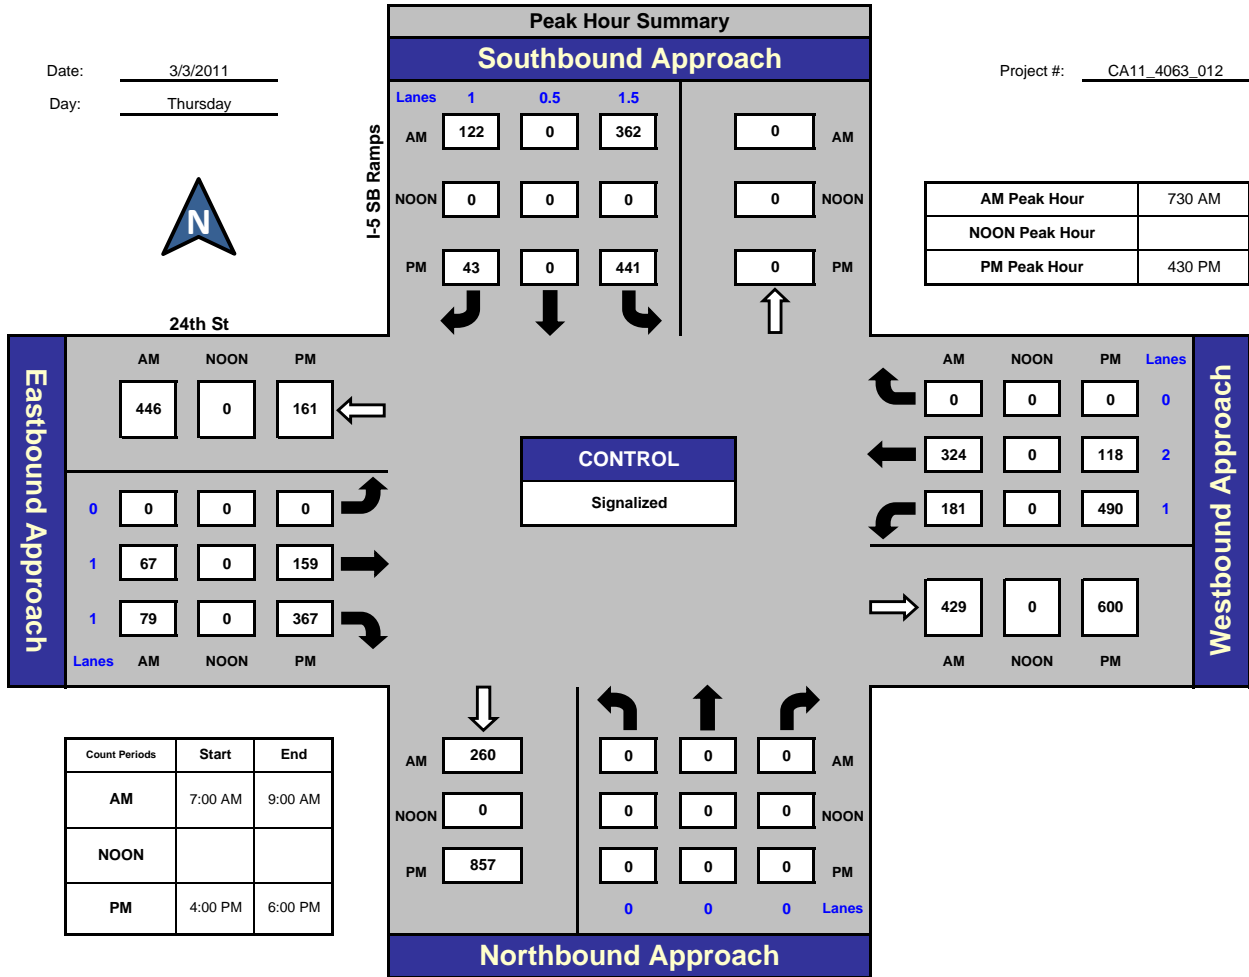 Peak Hour Summary
Southbound Approach
Date: 3/3/2011
Project #: CA11_4063_012
Day: Thursday
Lanes 1 0.5 1.5
AM 122 0 362 0 AM
I-5 SB Ramps
N
NOON 0 0 0 0 NOON
AM Peak Hour 730 AM
NOON Peak Hour
PM Peak Hour 430 PM
PM 43 0 441 0 PM
24th St
Eastbound Approach
AM NOON PM
446 0 161
0 0 0 0
1 67 0 159
1 79 0 367
Lanes AM NOON PM
CONTROL
Signalized
AM NOON PM Lanes
0 0 0 0
324 0 118 2
181 0 490 1
429 0 600
AM NOON PM
Westbound Approach
Count Periods Start End
AM 7:00 AM 9:00 AM
NOON
PM 4:00 PM 6:00 PM
AM 260 0 0 0 AM
NOON 0 0 0 0 NOON
PM 857 0 0 0 PM
0 0 0 Lanes
Northbound Approach